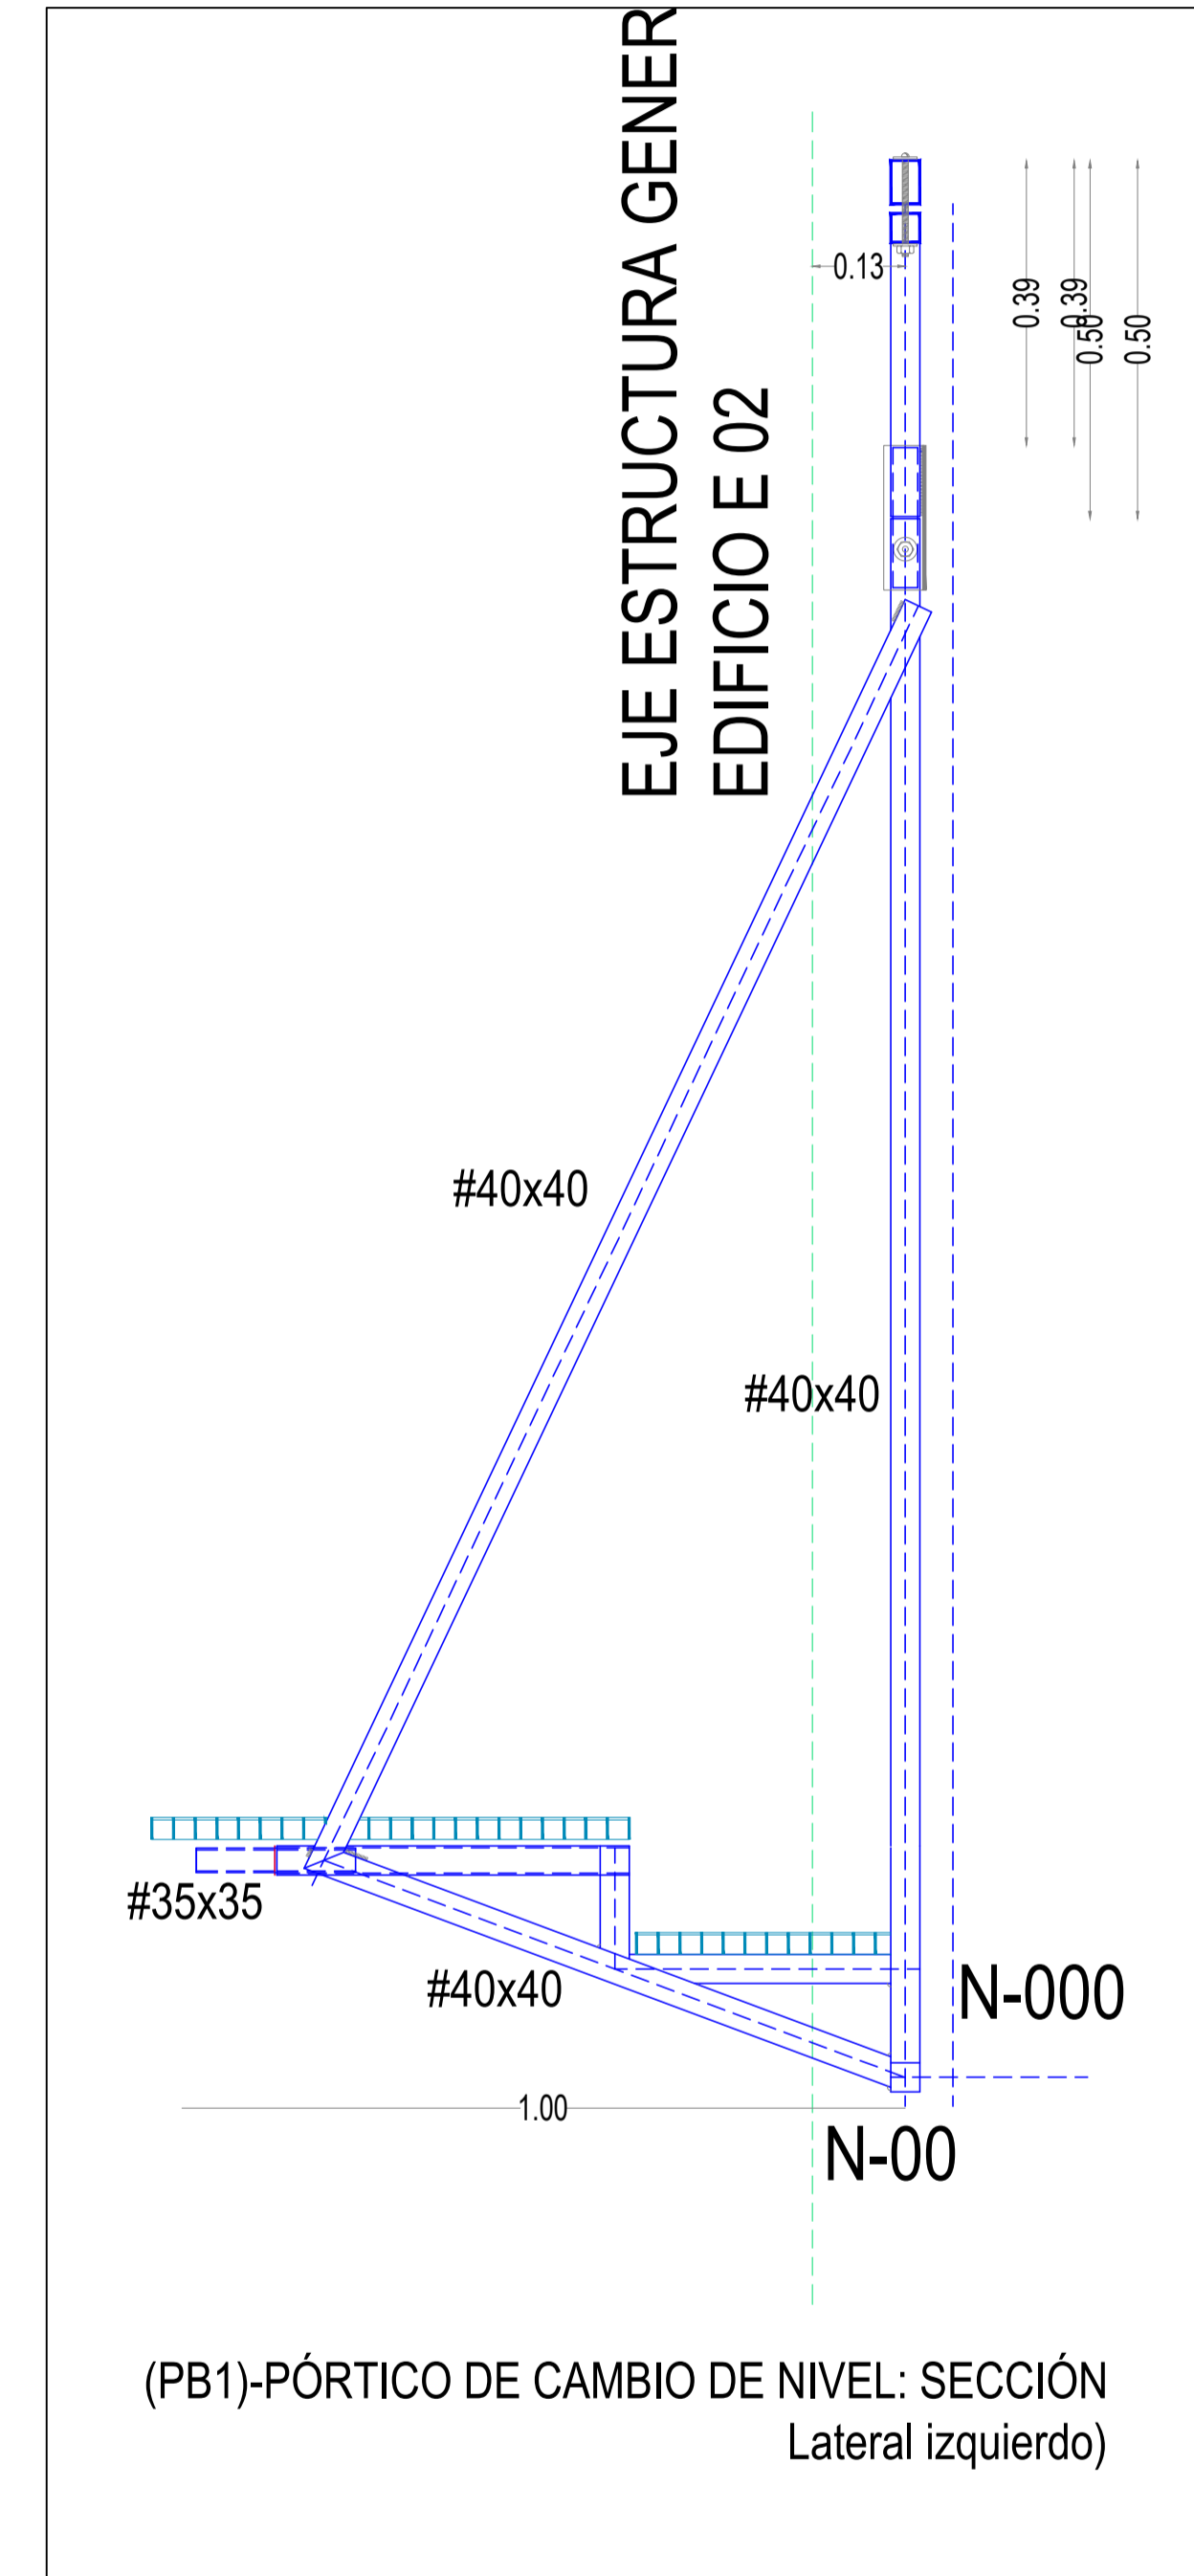 EJE ESTRUCTURA GENER
EDIFICIO E 02
0.13
0.39
0.39
0.50
0.50
#40x40
#40x40
#35x35
#40x40
N-000
1.00
N-00
(PB1)-PÓRTICO DE CAMBIO DE NIVEL: SECCIÓN
Lateral izquierdo)